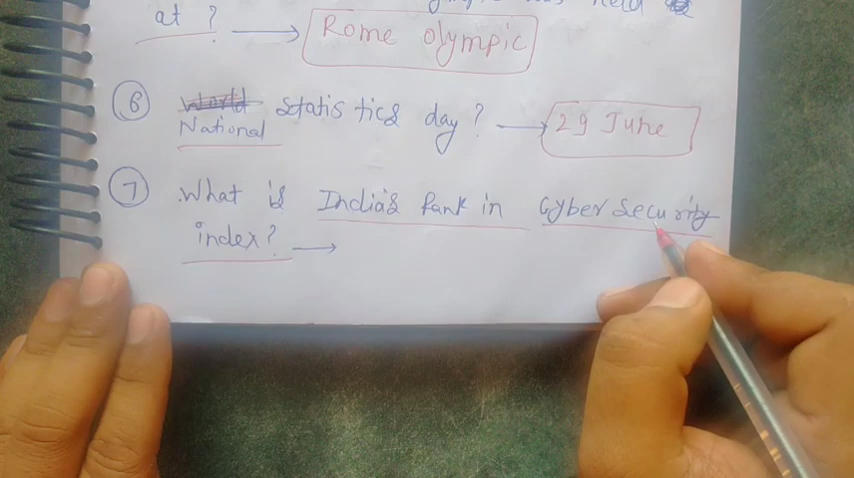 held
at ? → Rome olympic
6 World Statistics day ? → 29 June
National
7 What is India's Rank in Cyber Security
index? →